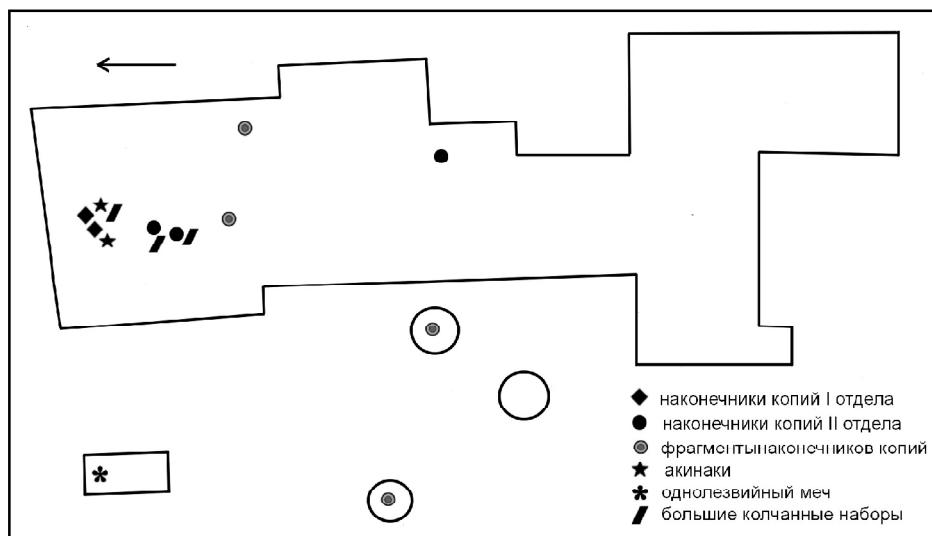 наконечники копий I отдела
наконечники копий II отдела
фрагментынаконечников копий
акинаки
однолезвийный меч
большие колчанные наборы